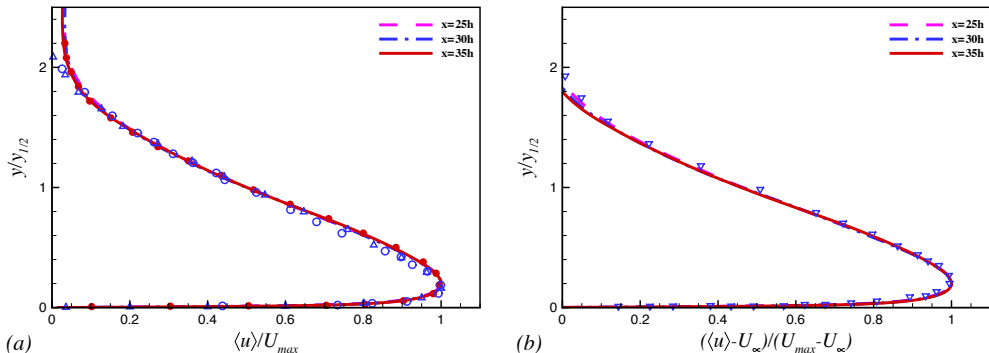 x=25h
x=30h
x=35h
2
1
0
y/y1/2
0 0.2 0.4 0.6 0.8 1
(a)
⟨u⟩/Umax
x=25h
x=30h
x=35h
2
1
0
y/y1/2
0 0.2 0.4 0.6 0.8 1
(b)
(⟨u⟩-U∞)/(Umax-U∞)